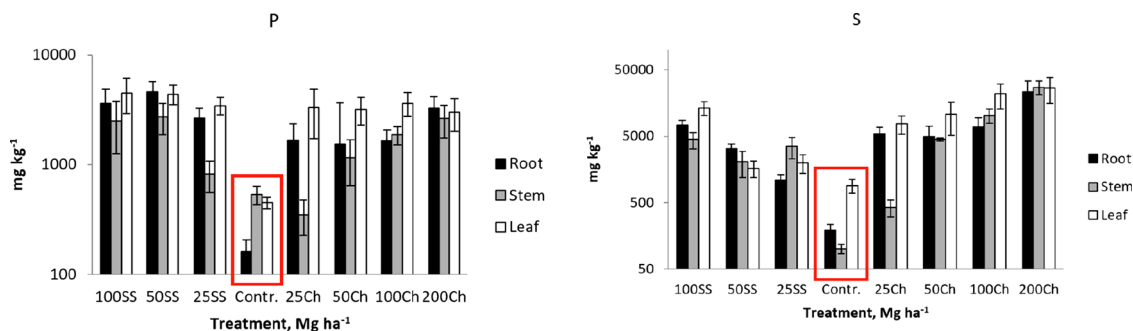 P
10000
1000
100
mg kg⁻¹
100SS 50SS 25SS Contr. 25Ch 50Ch 100Ch 200Ch
Treatment, Mg ha⁻¹
Root
Stem
Leaf
S
50000
5000
500
50
mg kg⁻¹
100SS 50SS 25SS Contr. 25Ch 50Ch 100Ch 200Ch
Treatment, Mg ha⁻¹
Root
Stem
Leaf